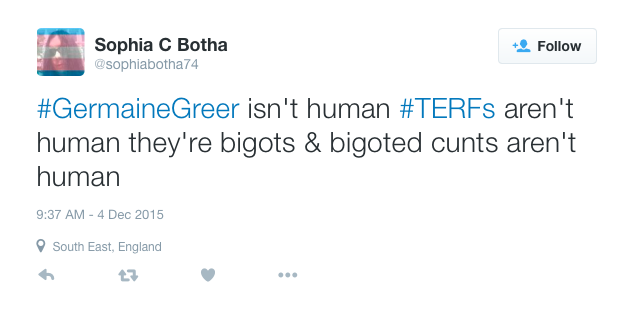 Sophia C Botha
@sophiabotha74
Follow
#GermaineGreer isn't human #TERFs aren't
human they're bigots & bigoted cunts aren't
human
9:37 AM - 4 Dec 2015
South East, England